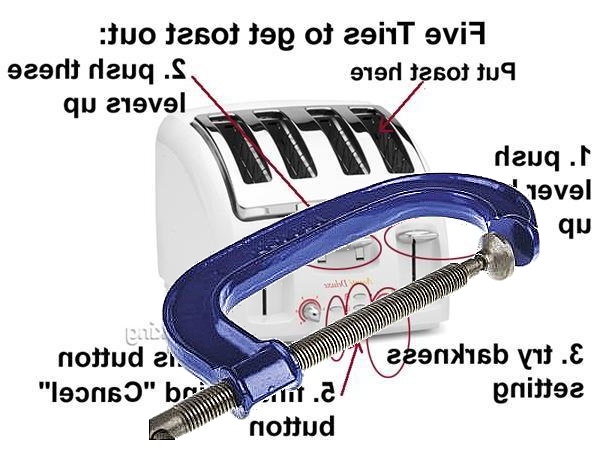 Five Tries to get toast out:
Put toast here
2. push these
levers up
1. push
lever
up
Avanti Deluxe
3. try darkness
setting
button
5. "Cancel"
button